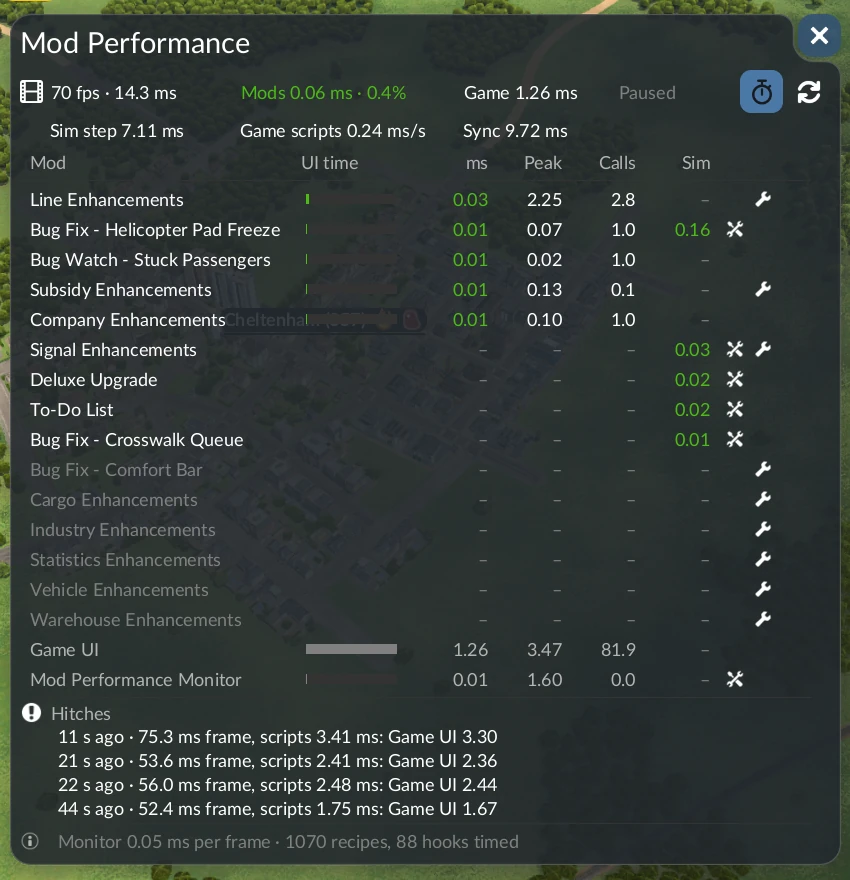 Mod Performance
70 fps · 14.3 ms Mods 0.06 ms · 0.4% Game 1.26 ms Paused
Sim step 7.11 ms Game scripts 0.24 ms/s Sync 9.72 ms
Mod UI time ms Peak Calls Sim
Line Enhancements 0.03 2.25 2.8 –
Bug Fix - Helicopter Pad Freeze 0.01 0.07 1.0 0.16
Bug Watch - Stuck Passengers 0.01 0.02 1.0 –
Subsidy Enhancements 0.01 0.13 0.1 –
Company Enhancements 0.01 0.10 1.0 –
Signal Enhancements – – – 0.03
Deluxe Upgrade – – – 0.02
To-Do List – – – 0.02
Bug Fix - Crosswalk Queue – – – 0.01
Bug Fix - Comfort Bar – – – –
Cargo Enhancements – – – –
Industry Enhancements – – – –
Statistics Enhancements – – – –
Vehicle Enhancements – – – –
Warehouse Enhancements – – – –
Game UI 1.26 3.47 81.9 –
Mod Performance Monitor 0.01 1.60 0.0 –
Hitches
11 s ago · 75.3 ms frame, scripts 3.41 ms: Game UI 3.30
21 s ago · 53.6 ms frame, scripts 2.41 ms: Game UI 2.36
22 s ago · 56.0 ms frame, scripts 2.48 ms: Game UI 2.44
44 s ago · 52.4 ms frame, scripts 1.75 ms: Game UI 1.67
Monitor 0.05 ms per frame · 1070 recipes, 88 hooks timed